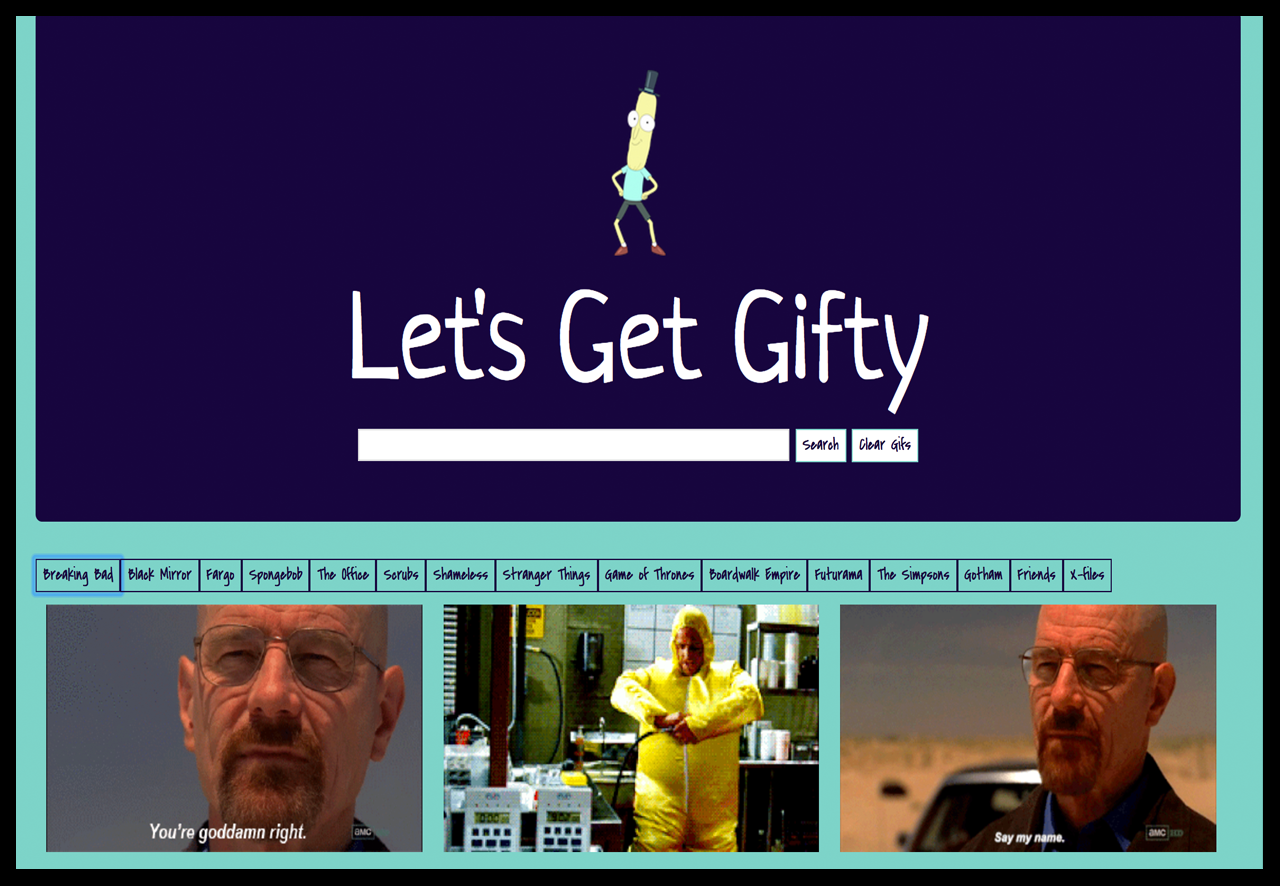 Let's Get Gifty
Search Clear Gifs
Breaking Bad Black Mirror Fargo Spongebob The Office Scrubs Shameless Stranger Things Game of Thrones Boardwalk Empire Futurama The Simpsons Gotham Friends X-files
You're goddamn right. amc
Say my name. amc HD